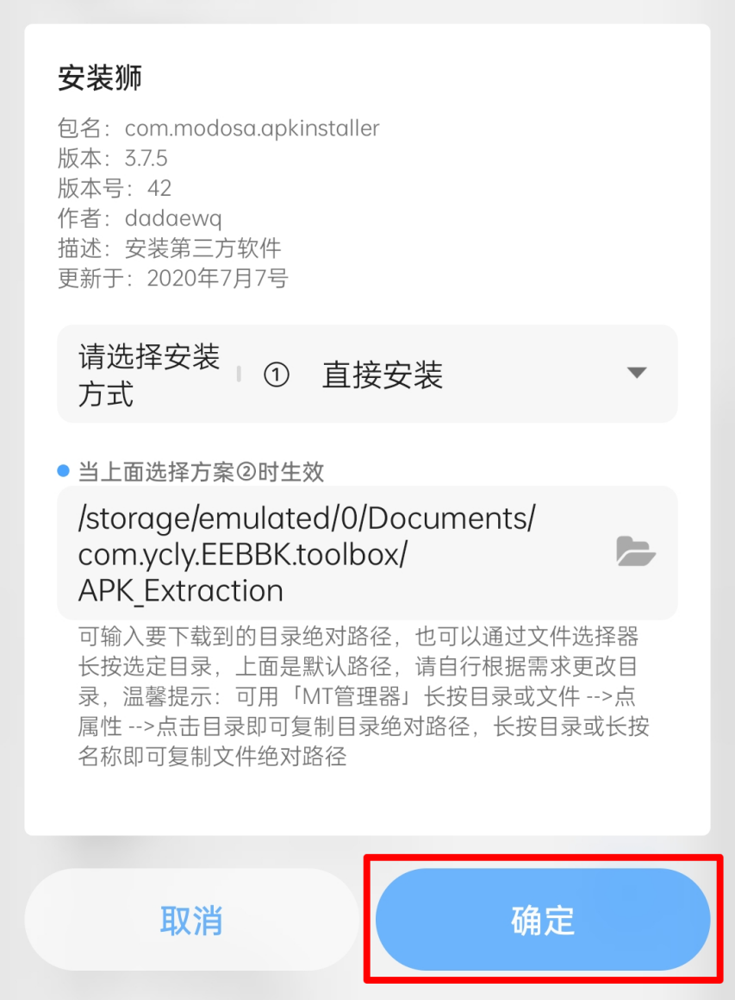 安装狮
包名：com.modosa.apkinstaller
版本：3.7.5
版本号：42
作者：dadaewq
描述：安装第三方软件
更新于：2020年7月7号
请选择安装
方式
① 直接安装
当上面选择方案②时生效
/storage/emulated/0/Documents/
com.ycly.EEBBK.toolbox/
APK_Extraction
可输入要下载到的目录绝对路径，也可以通过文件选择器
长按选定目录，上面是默认路径，请自行根据需求更改目
录，温馨提示：可用「MT管理器」长按目录或文件 -->点
属性 -->点击目录即可复制目录绝对路径，长按目录或长按
名称即可复制文件绝对路径
取消
确定